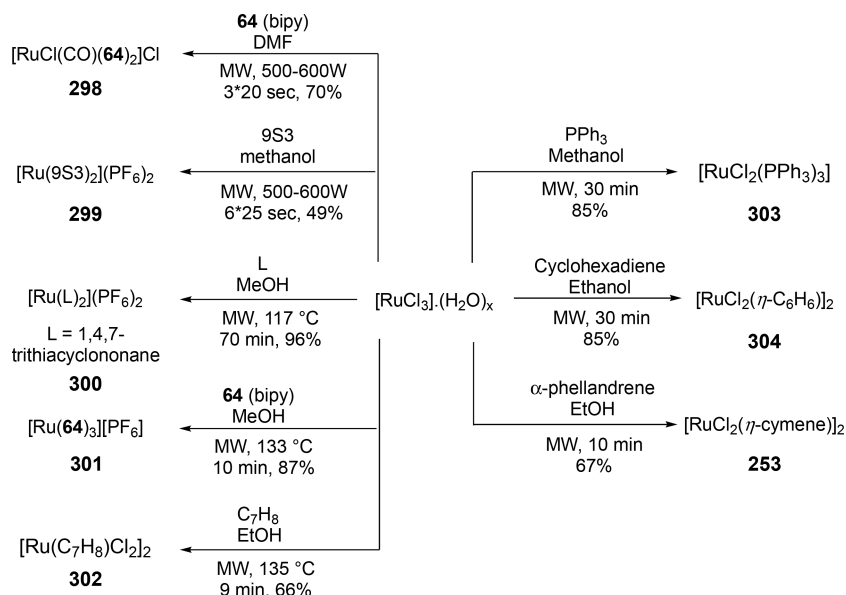 64 (bipy)
DMF
[RuCl(CO)(64)2]Cl
MW, 500-600W
3*20 sec, 70%
298
9S3
methanol
[Ru(9S3)2](PF6)2
MW, 500-600W
6*25 sec, 49%
299
L
MeOH
[Ru(L)2](PF6)2
MW, 117 °C
70 min, 96%
L = 1,4,7-
trithiacyclononane
300
64 (bipy)
MeOH
[Ru(64)3][PF6]
MW, 133 °C
10 min, 87%
301
C7H8
EtOH
[Ru(C7H8)Cl2]2
MW, 135 °C
9 min, 66%
302
[RuCl3].(H2O)x
PPh3
Methanol
[RuCl2(PPh3)3]
MW, 30 min
85%
303
Cyclohexadiene
Ethanol
[RuCl2(η-C6H6)]2
MW, 30 min
85%
304
α-phellandrene
EtOH
[RuCl2(η-cymene)]2
MW, 10 min
67%
253